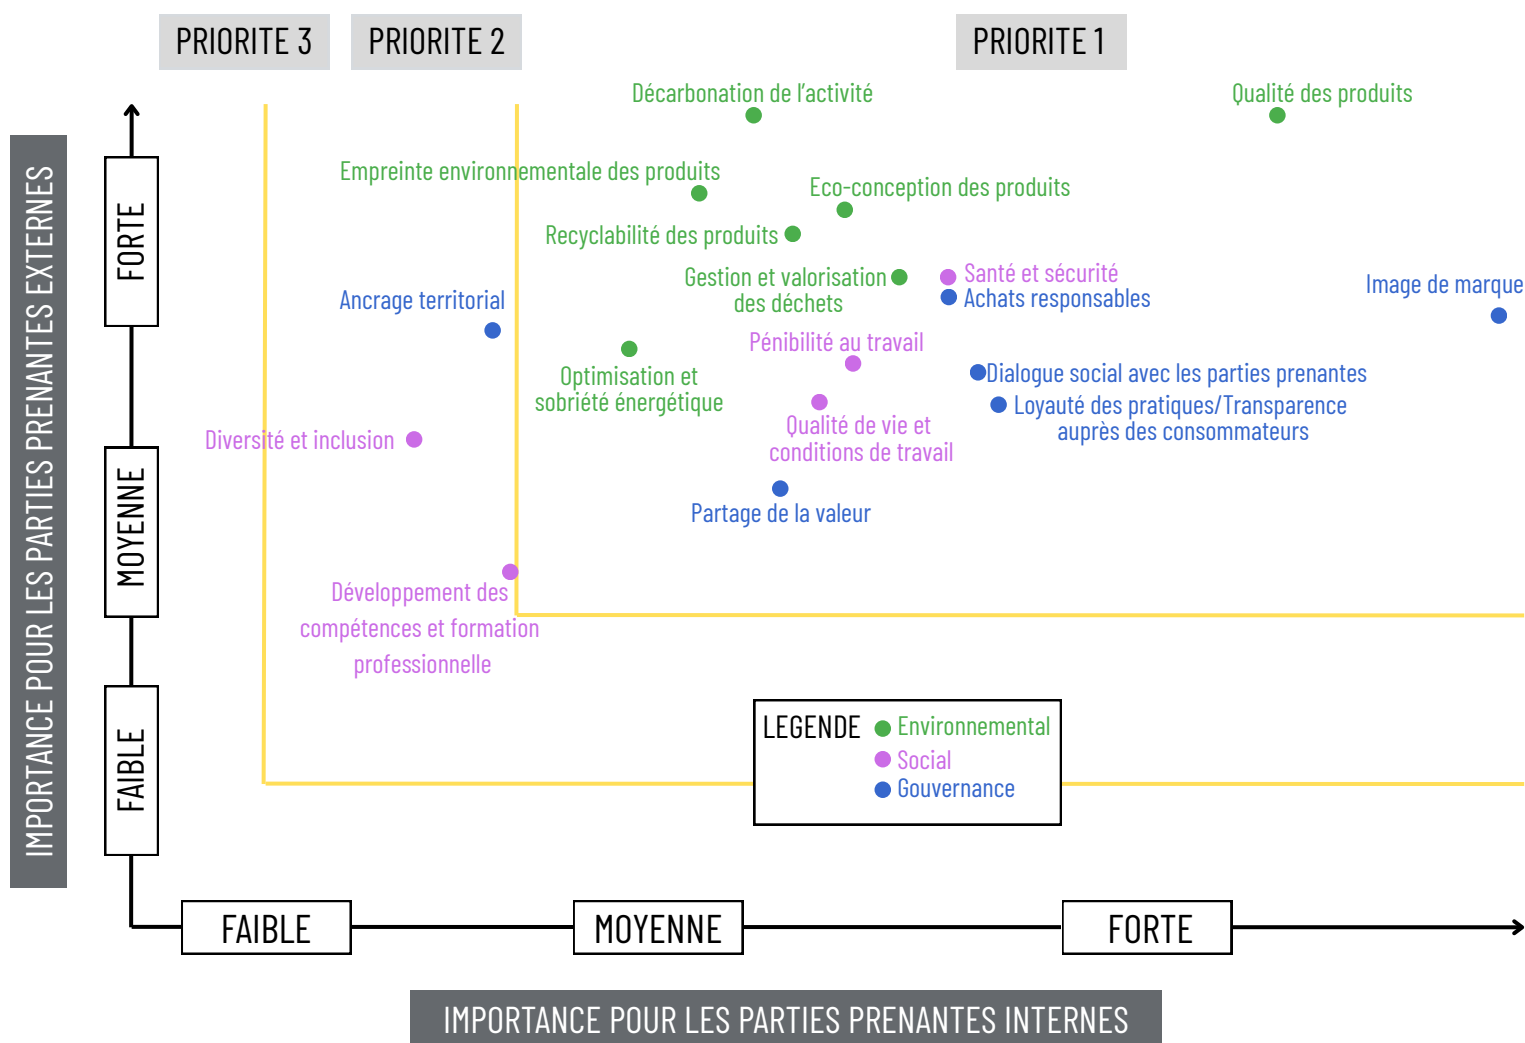 PRIORITE 3
PRIORITE 2
PRIORITE 1
Décarbonation de l’activité
Qualité des produits
Empreinte environnementale des produits
Eco-conception des produits
Recyclabilité des produits
Gestion et valorisation
des déchets
Santé et sécurité
Achats responsables
Image de marque
Ancrage territorial
Pénibilité au travail
Optimisation et
sobriété énergétique
Dialogue social avec les parties prenantes
Loyauté des pratiques/Transparence
auprès des consommateurs
Qualité de vie et
conditions de travail
Diversité et inclusion
Partage de la valeur
Développement des
compétences et formation
professionnelle
LEGENDE
Environnemental
Social
Gouvernance
IMPORTANCE POUR LES PARTIES PRENANTES EXTERNES
FORTE
MOYENNE
FAIBLE
FAIBLE
MOYENNE
FORTE
IMPORTANCE POUR LES PARTIES PRENANTES INTERNES